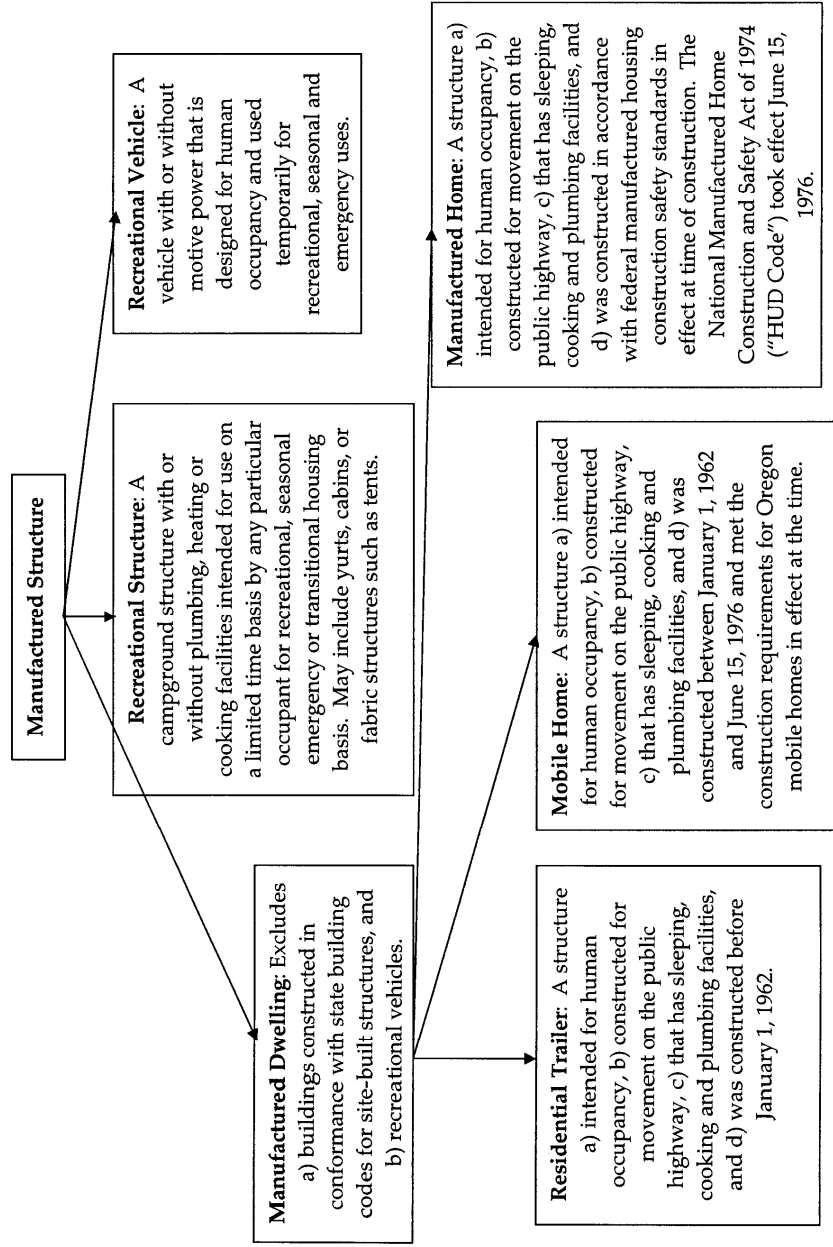 Manufactured Structure
Manufactured Dwelling: Excludes
a) buildings constructed in
conformance with state building
codes for site-built structures, and
b) recreational vehicles.
Recreational Structure: A
campground structure with or
without plumbing, heating or
cooking facilities intended for use on
a limited time basis by any particular
occupant for recreational, seasonal
emergency or transitional housing
basis. May include yurts, cabins, or
fabric structures such as tents.
Recreational Vehicle: A
vehicle with or without
motive power that is
designed for human
occupancy and used
temporarily for
recreational, seasonal and
emergency uses.
Residential Trailer: A structure
a) intended for human
occupancy, b) constructed for
movement on the public
highway, c) that has sleeping,
cooking and plumbing facilities,
and d) was constructed before
January 1, 1962.
Mobile Home: A structure a) intended
for human occupancy, b) constructed
for movement on the public highway,
c) that has sleeping, cooking and
plumbing facilities, and d) was
constructed between January 1, 1962
and June 15, 1976 and met the
construction requirements for Oregon
mobile homes in effect at the time.
Manufactured Home: A structure a)
intended for human occupancy, b)
constructed for movement on the
public highway, c) that has sleeping,
cooking and plumbing facilities, and
d) was constructed in accordance
with federal manufactured housing
construction safety standards in
effect at time of construction. The
National Manufactured Home
Construction and Safety Act of 1974
("HUD Code") took effect June 15,
1976.